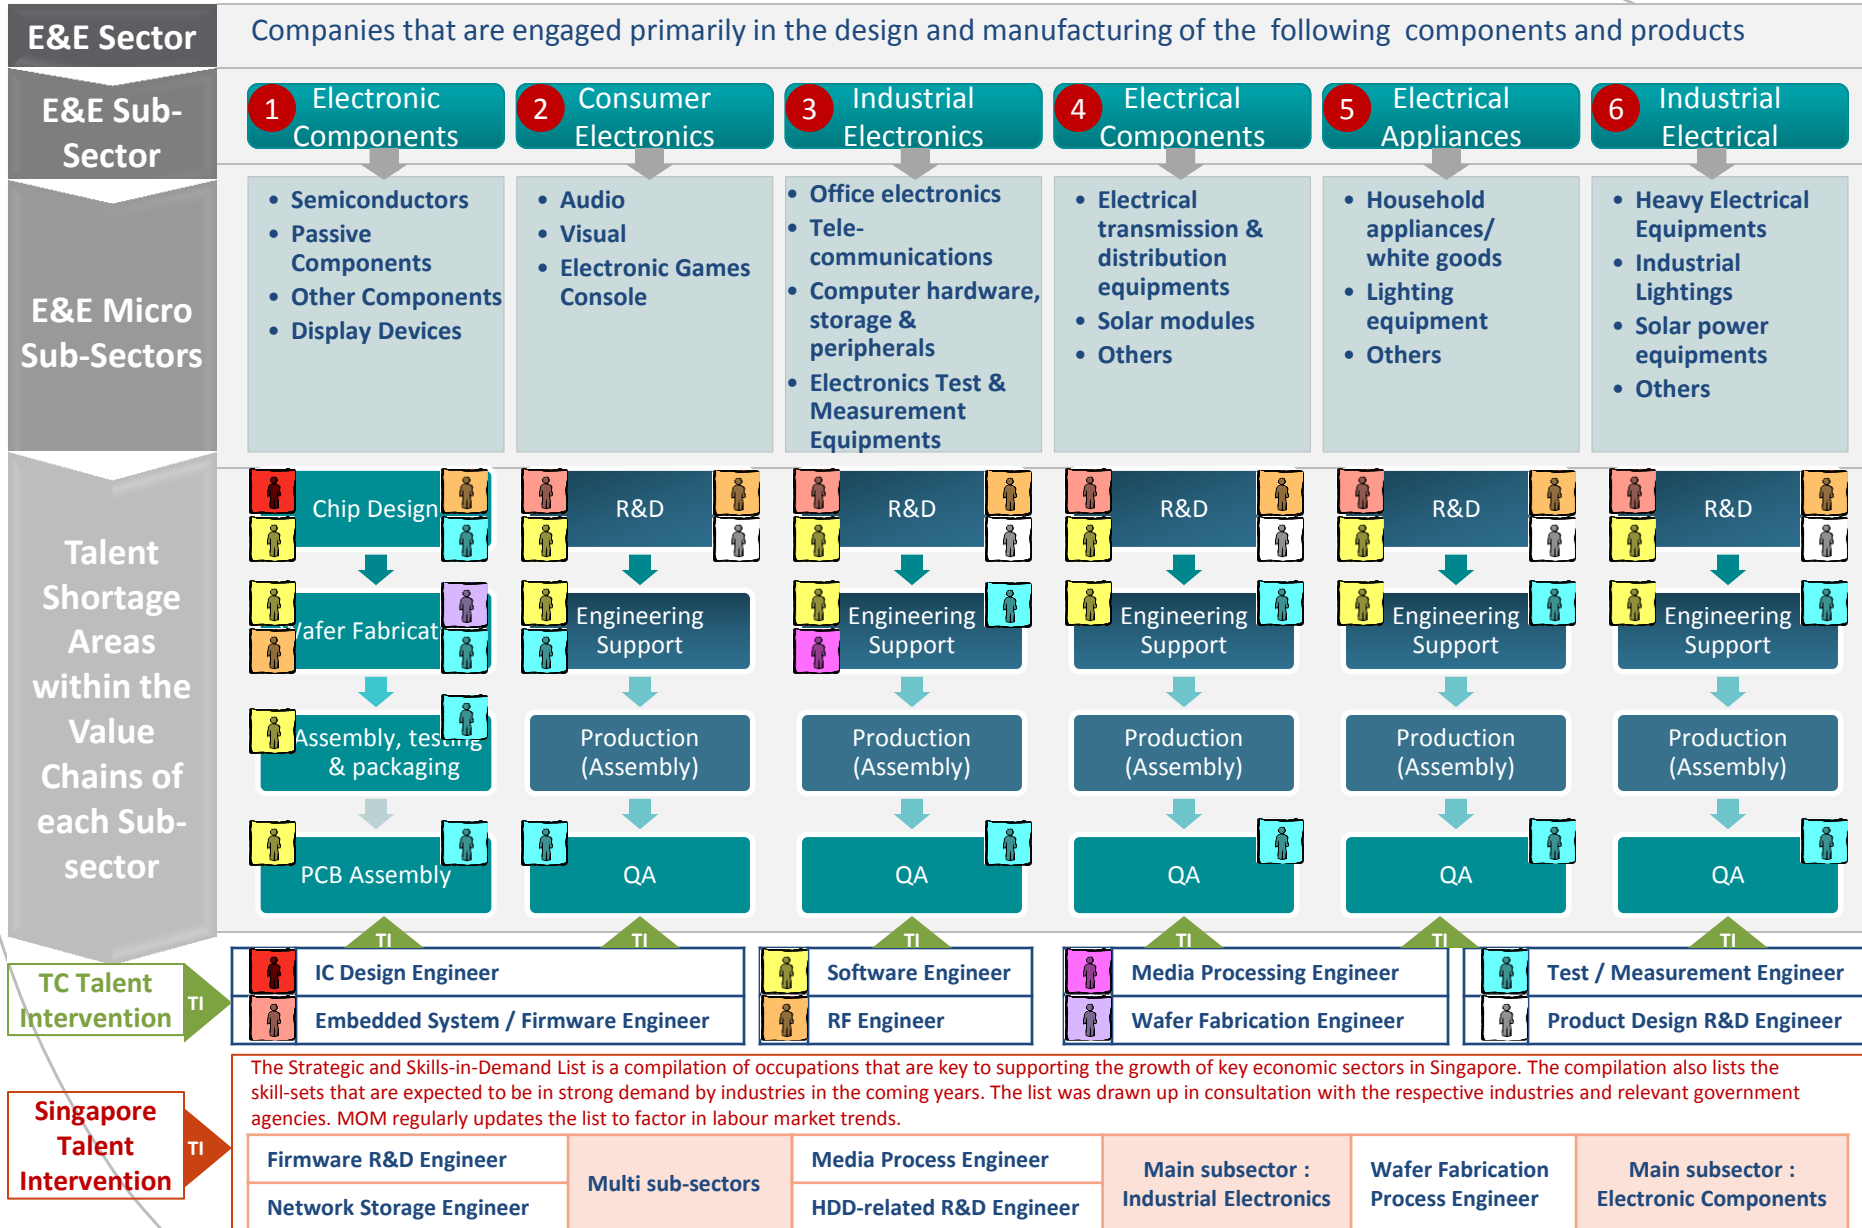 E&E Sector
Companies that are engaged primarily in the design and manufacturing of the following components and products
E&E Sub-
Sector
1 Electronic
Components
2 Consumer
Electronics
3 Industrial
Electronics
4 Electrical
Components
5 Electrical
Appliances
6 Industrial
Electrical
E&E Micro
Sub-Sectors
• Semiconductors
• Passive
Components
• Other Components
• Display Devices
• Audio
• Visual
• Electronic Games
Console
• Office electronics
• Tele-
communications
• Computer hardware,
storage &
peripherals
• Electronics Test &
Measurement
Equipments
• Electrical
transmission &
distribution
equipments
• Solar modules
• Others
• Household
appliances/
white goods
• Lighting
equipment
• Others
• Heavy Electrical
Equipments
• Industrial
Lightings
• Solar power
equipments
• Others
Talent
Shortage
Areas
within the
Value
Chains of
each Sub-
sector
Chip Design
Wafer Fabricat
Assembly, testing
& packaging
PCB Assembly
R&D
Engineering
Support
Production
(Assembly)
QA
R&D
Engineering
Support
Production
(Assembly)
QA
R&D
Engineering
Support
Production
(Assembly)
QA
R&D
Engineering
Support
Production
(Assembly)
QA
R&D
Engineering
Support
Production
(Assembly)
QA
TI
TI
TI
TI
TI
TI
TC Talent
Intervention
TI
IC Design Engineer
Embedded System / Firmware Engineer
Software Engineer
RF Engineer
Media Processing Engineer
Wafer Fabrication Engineer
Test / Measurement Engineer
Product Design R&D Engineer
Singapore
Talent
Intervention
TI
The Strategic and Skills-in-Demand List is a compilation of occupations that are key to supporting the growth of key economic sectors in Singapore. The compilation also lists the
skill-sets that are expected to be in strong demand by industries in the coming years. The list was drawn up in consultation with the respective industries and relevant government
agencies. MOM regularly updates the list to factor in labour market trends.
Firmware R&D Engineer
Network Storage Engineer
Multi sub-sectors
Media Process Engineer
HDD-related R&D Engineer
Main subsector :
Industrial Electronics
Wafer Fabrication
Process Engineer
Main subsector :
Electronic Components